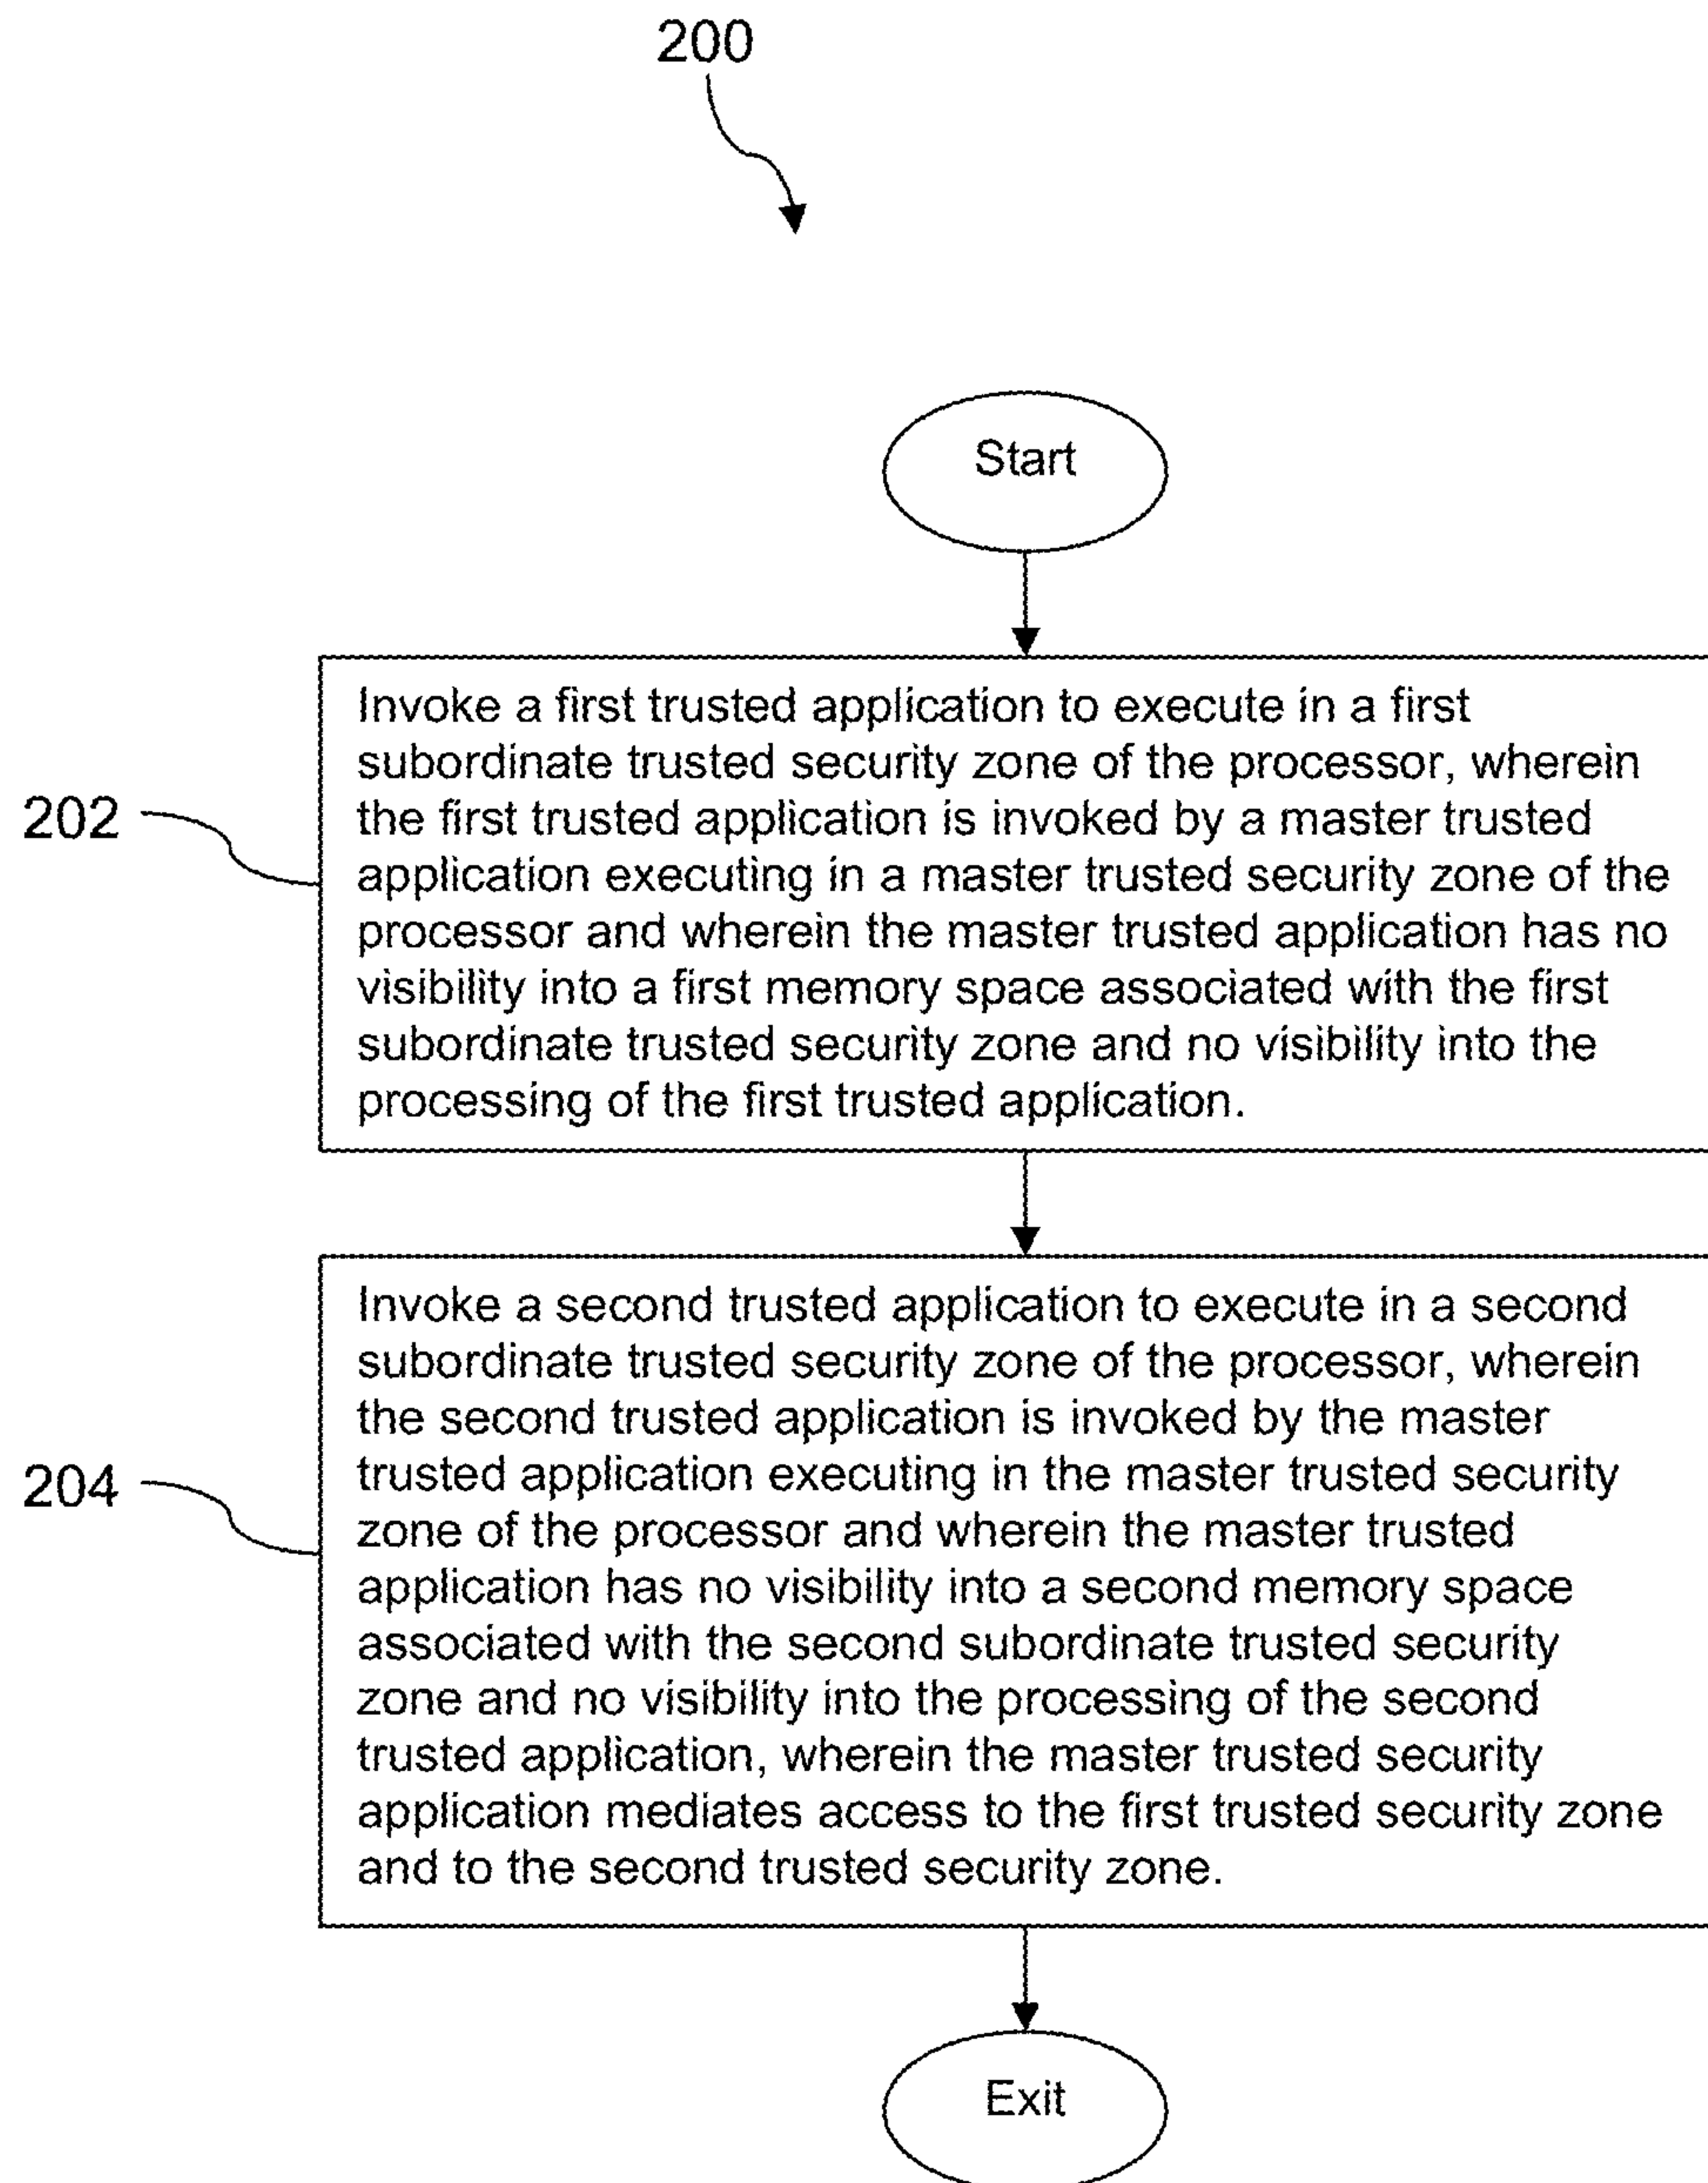 200
Start
202
Invoke a first trusted application to execute in a first
subordinate trusted security zone of the processor, wherein
the first trusted application is invoked by a master trusted
application executing in a master trusted security zone of the
processor and wherein the master trusted application has no
visibility into a first memory space associated with the first
subordinate trusted security zone and no visibility into the
processing of the first trusted application.
204
Invoke a second trusted application to execute in a second
subordinate trusted security zone of the processor, wherein
the second trusted application is invoked by the master
trusted application executing in the master trusted security
zone of the processor and wherein the master trusted
application has no visibility into a second memory space
associated with the second subordinate trusted security
zone and no visibility into the processing of the second
trusted application, wherein the master trusted security
application mediates access to the first trusted security zone
and to the second trusted security zone.
Exit